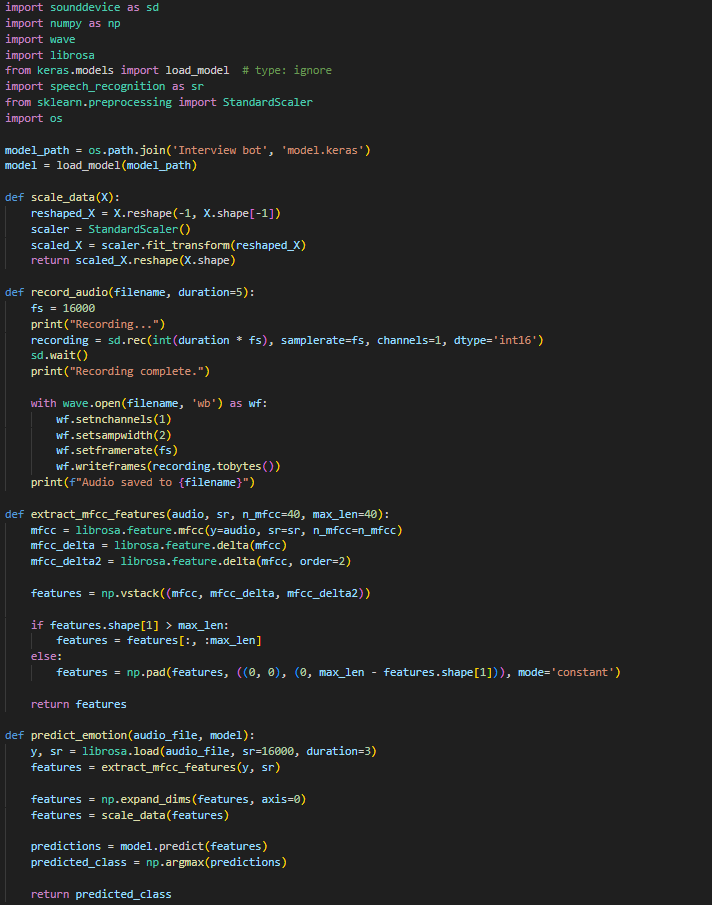 import sounddevice as sd
import numpy as np
import wave
import librosa
from keras.models import load_model  # type: ignore
import speech_recognition as sr
from sklearn.preprocessing import StandardScaler
import os

model_path = os.path.join('Interview bot', 'model.keras')
model = load_model(model_path)

def scale_data(X):
    reshaped_X = X.reshape(-1, X.shape[-1])
    scaler = StandardScaler()
    scaled_X = scaler.fit_transform(reshaped_X)
    return scaled_X.reshape(X.shape)

def record_audio(filename, duration=5):
    fs = 16000
    print("Recording...")
    recording = sd.rec(int(duration * fs), samplerate=fs, channels=1, dtype='int16')
    sd.wait()
    print("Recording complete.")

    with wave.open(filename, 'wb') as wf:
        wf.setnchannels(1)
        wf.setsampwidth(2)
        wf.setframerate(fs)
        wf.writeframes(recording.tobytes())
    print(f"Audio saved to {filename}")

def extract_mfcc_features(audio, sr, n_mfcc=40, max_len=40):
    mfcc = librosa.feature.mfcc(y=audio, sr=sr, n_mfcc=n_mfcc)
    mfcc_delta = librosa.feature.delta(mfcc)
    mfcc_delta2 = librosa.feature.delta(mfcc, order=2)

    features = np.vstack((mfcc, mfcc_delta, mfcc_delta2))

    if features.shape[1] > max_len:
        features = features[:, :max_len]
    else:
        features = np.pad(features, ((0, 0), (0, max_len - features.shape[1])), mode='constant')

    return features

def predict_emotion(audio_file, model):
    y, sr = librosa.load(audio_file, sr=16000, duration=3)
    features = extract_mfcc_features(y, sr)

    features = np.expand_dims(features, axis=0)
    features = scale_data(features)

    predictions = model.predict(features)
    predicted_class = np.argmax(predictions)

    return predicted_class